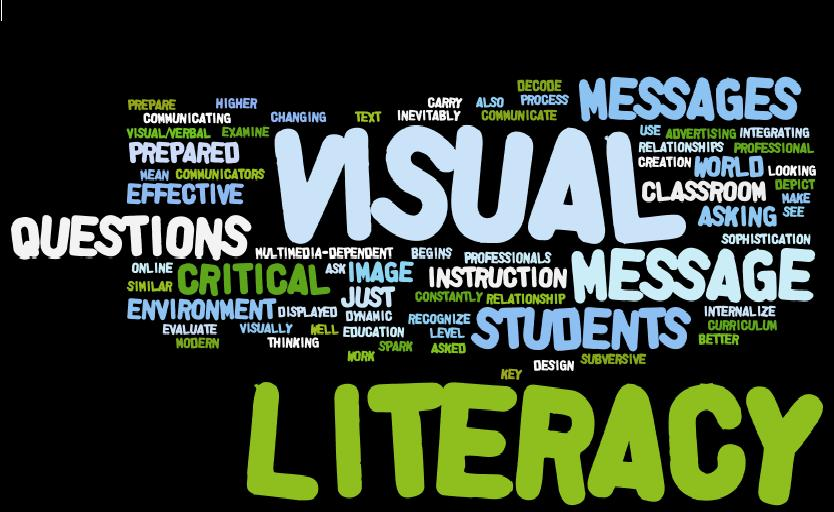 DECODE MESSAGES
PREPARE HIGHER CARRY ALSO PROCESS
COMMUNICATING CHANGING TEXT INEVITABLY COMMUNICATE
VISUAL/VERBAL EXAMINE USE ADVERTISING INTEGRATING
PREPARED VISUAL RELATIONSHIPS PROFESSIONAL
CREATION WORLD LOOKING
MEAN COMMUNICATORS CLASSROOM DEPICT
EFFECTIVE MAKE
ASKING SEE
QUESTIONS SOPHISTICATION
MULTIMEDIA-DEPENDENT BEGINS PROFESSIONALS
ONLINE CRITICAL ASK IMAGE INSTRUCTION MESSAGE
SIMILAR JUST CONSTANTLY RELATIONSHIP
ENVIRONMENT DISPLAYED DYNAMIC RECOGNIZE STUDENTS INTERNALIZE
EVALUATE VISUALLY WELL EDUCATION LEVEL CURRICULUM
MODERN THINKING SPARK ASKED BETTER
WORK DESIGN SUBVERSIVE
KEY
LITERACY